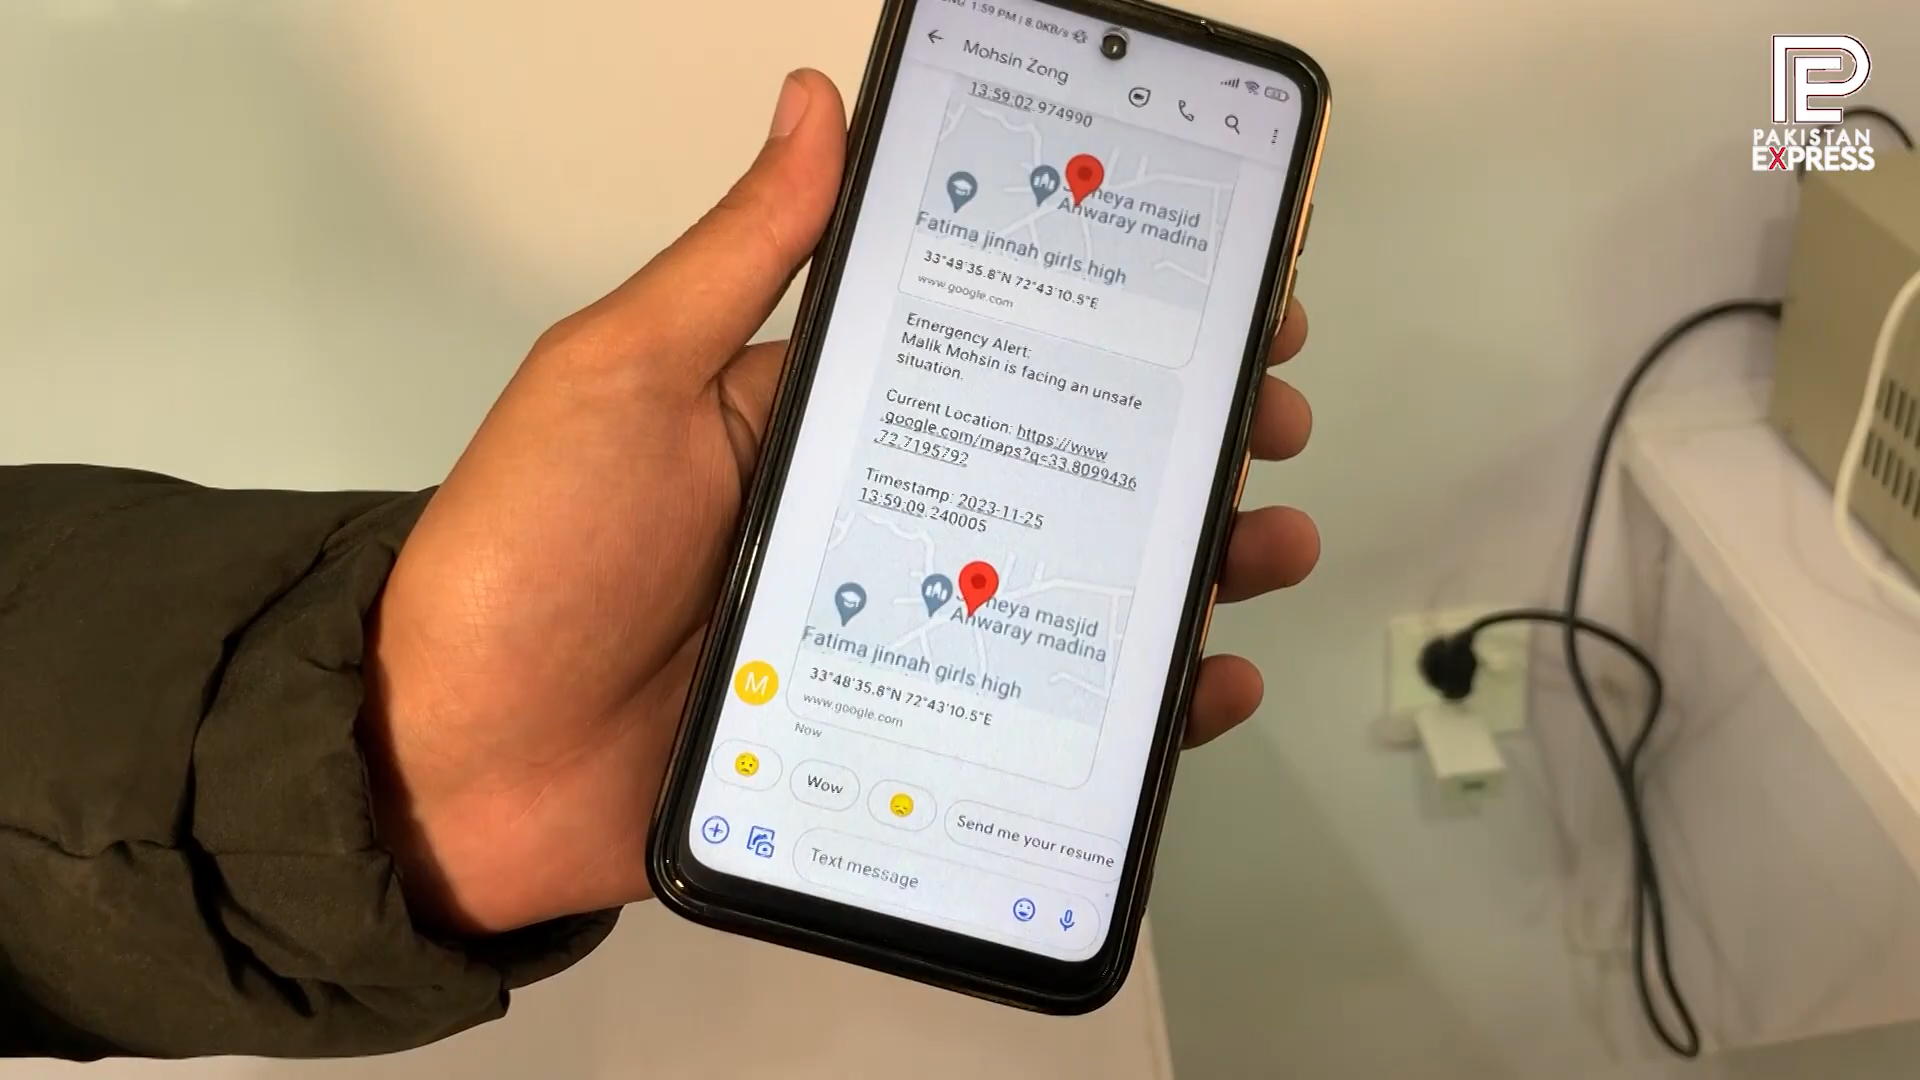 1:59 PM | 8.0KB/s
Mohsin Zong
13:59:02.974990
neya masjid
Anwaray madina
Fatima jinnah girls high
33°48'35.8"N 72°43'10.5"E
www.google.com
Emergency Alert:
Malik Mohsin is facing an unsafe
situation.
Current Location: https://www
.google.com/maps?q=33.8099436
,72.7195792
Timestamp: 2023-11-25
13:59:09.240005
neya masjid
Anwaray madina
Fatima jinnah girls high
33°48'35.8"N 72°43'10.5"E
www.google.com
M
Now
Wow
Send me your resume
Text message
PAKISTAN
EXPRESS